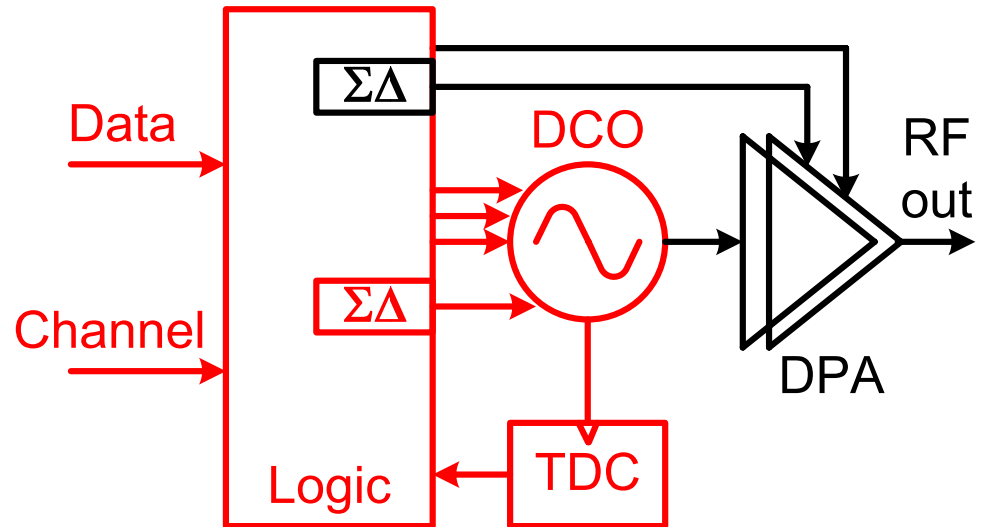 ΣΔ
Data
DCO
RF
out
ΣΔ
Channel
DPA
Logic
TDC